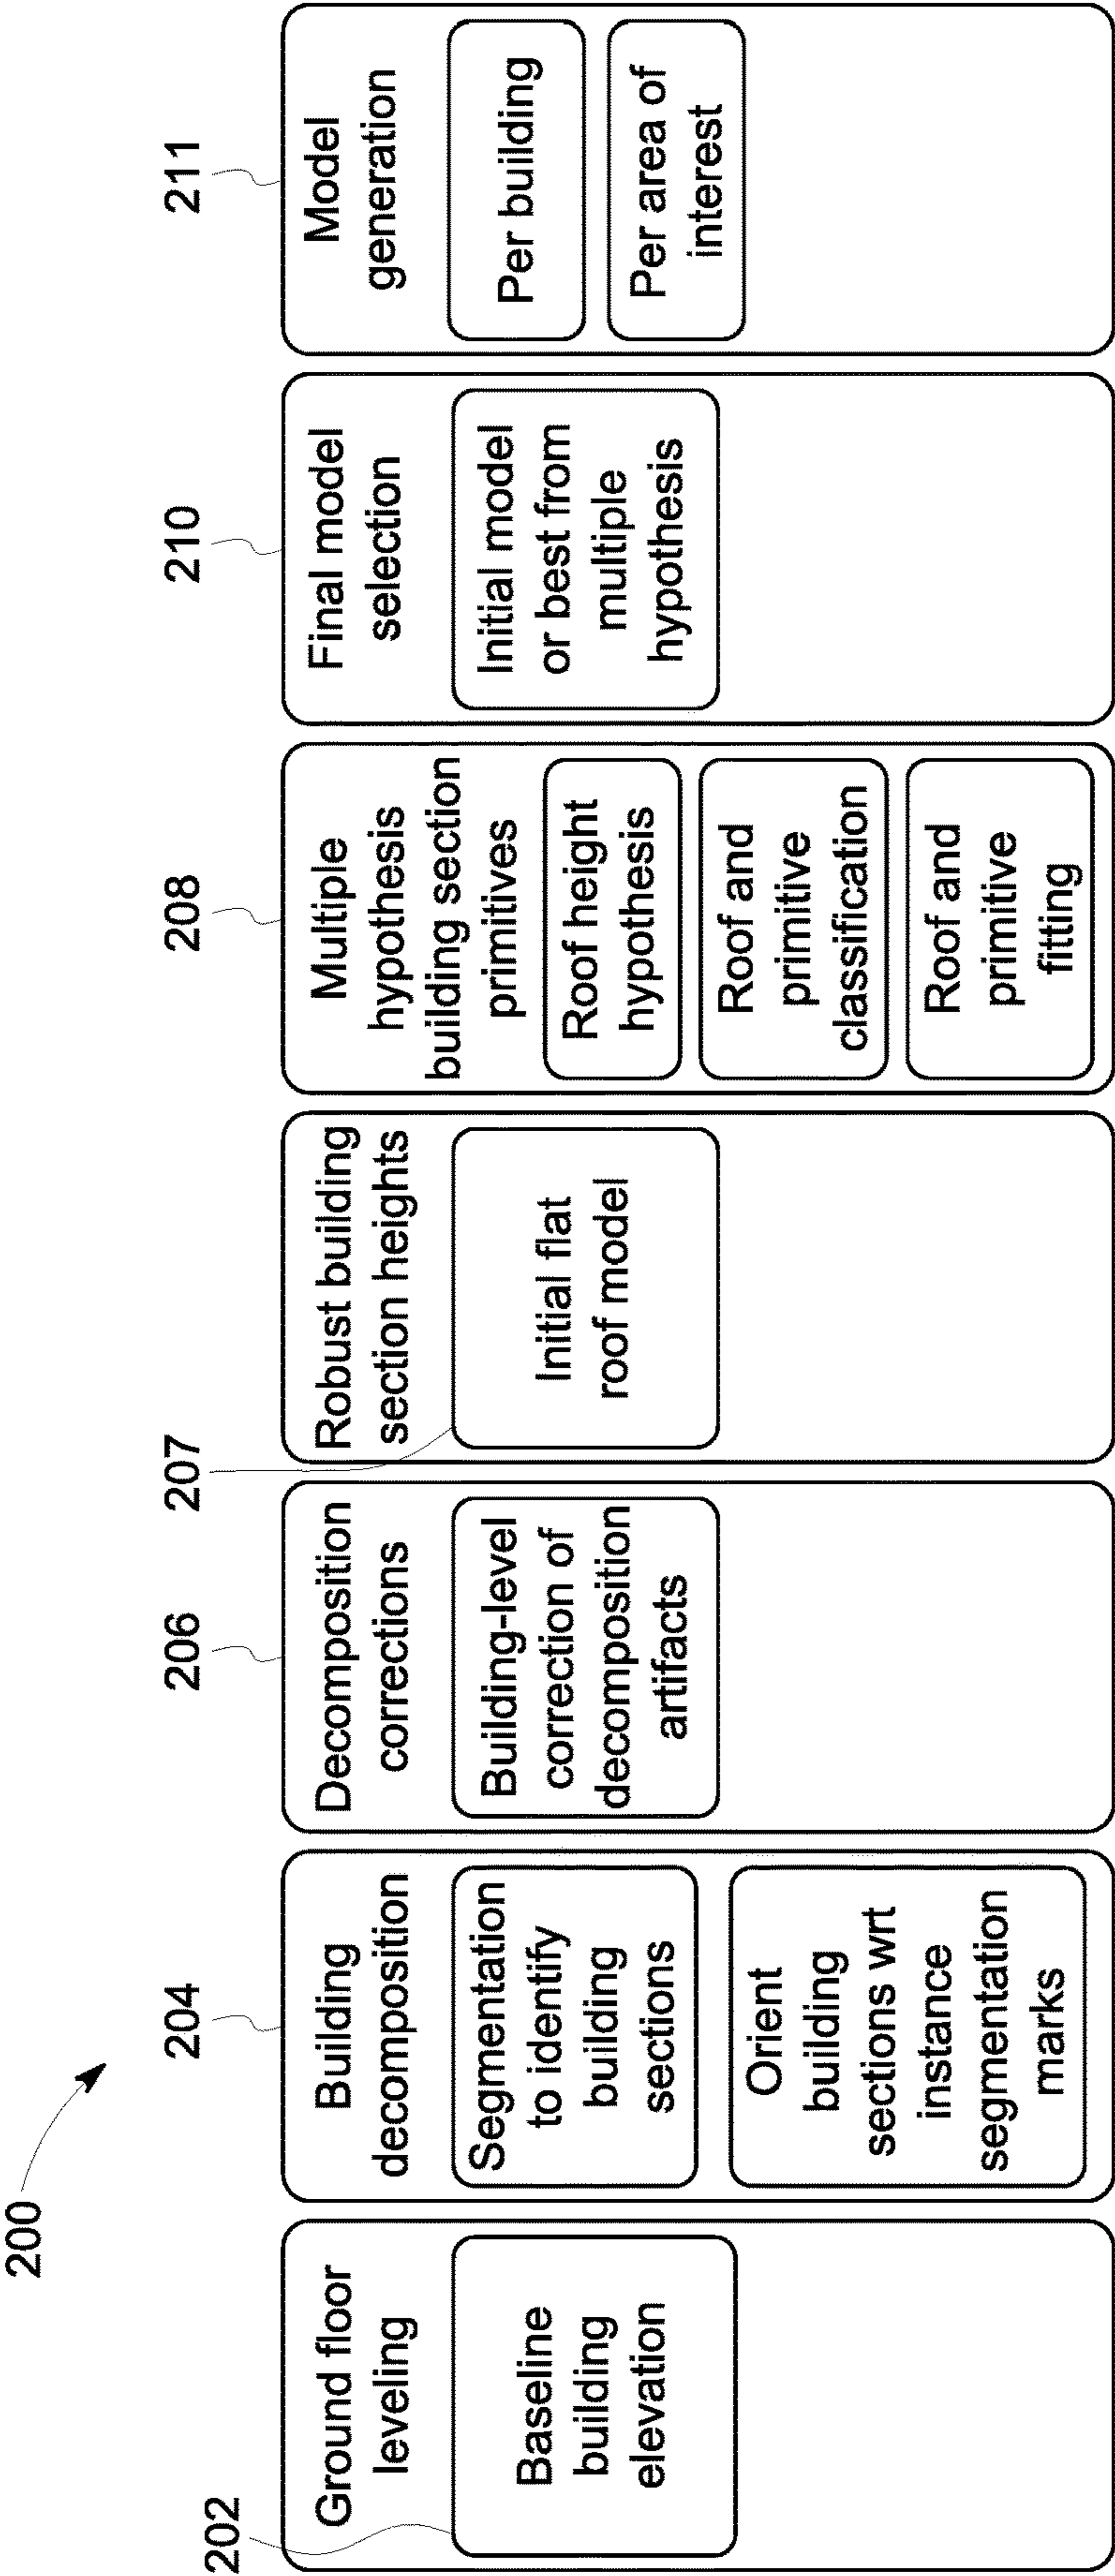 200
202
Ground floor
leveling
Baseline
building
elevation
204
Building
decomposition
Segmentation
to identify
building
sections
Orient
building
sections wrt
instance
segmentation
marks
206
Decomposition
corrections
Building-level
correction of
decomposition
artifacts
207
Robust building
section heights
Initial flat
roof model
208
Multiple
hypothesis
building section
primitives
Roof height
hypothesis
Roof and
primitive
classification
Roof and
primitive
fitting
210
Final model
selection
Initial model
or best from
multiple
hypothesis
211
Model
generation
Per building
Per area of
interest